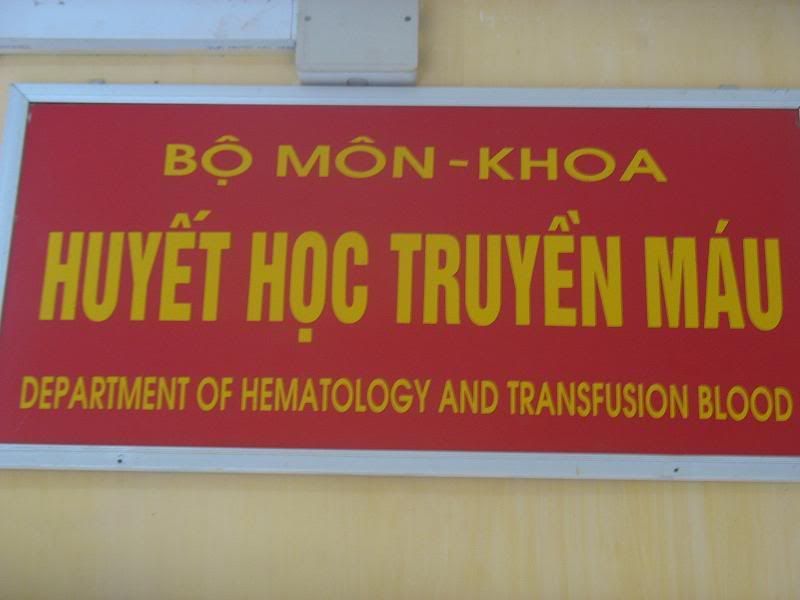 BỘ MÔN - KHOA
HUYẾT HỌC TRUYỀN MÁU
DEPARTMENT OF HEMATOLOGY AND TRANSFUSION BLOOD